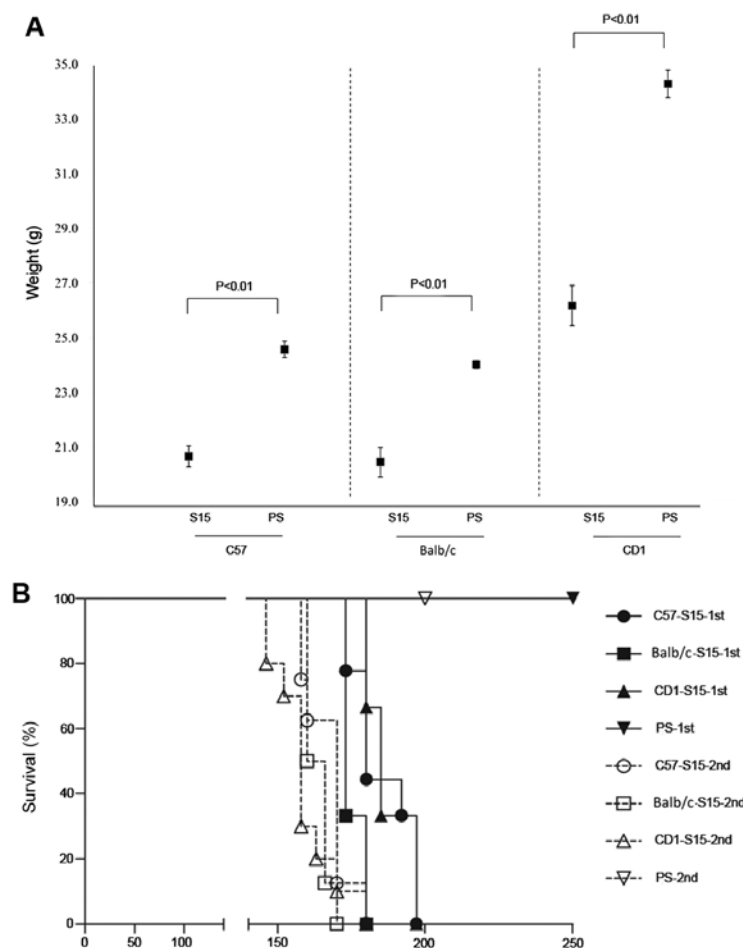 A
P<0.01
35.0
33.0
31.0
29.0
27.0
25.0
23.0
21.0
19.0
Weight (g)
P<0.01
P<0.01
S15 PS S15 PS S15 PS
C57 Balb/c CD1
B
100
80
60
40
20
0
Survival (%)
0 50 100 150 200 250
C57-S15-1st
Balb/c-S15-1st
CD1-S15-1st
PS-1st
C57-S15-2nd
Balb/c-S15-2nd
CD1-S15-2nd
PS-2nd